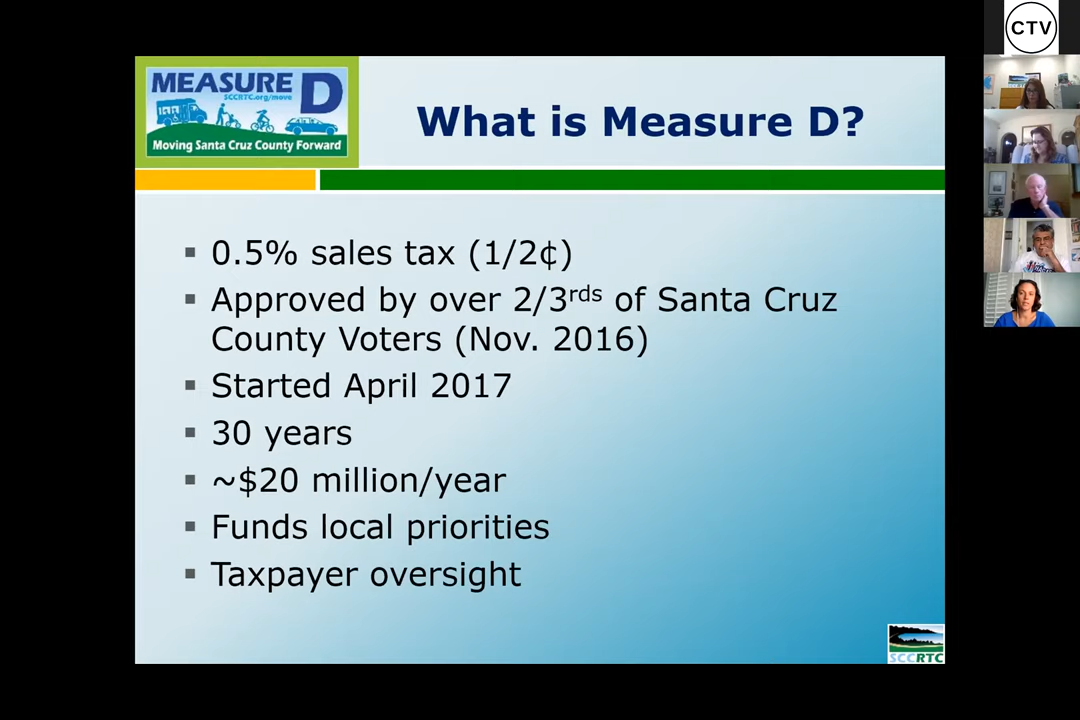 CTV
MEASURE D
SCCRTC.org/move
Moving Santa Cruz County Forward
What is Measure D?
▪ 0.5% sales tax (1/2¢)
▪ Approved by over 2/3rds of Santa Cruz
County Voters (Nov. 2016)
▪ Started April 2017
▪ 30 years
▪ ~$20 million/year
▪ Funds local priorities
▪ Taxpayer oversight
SCCRTC